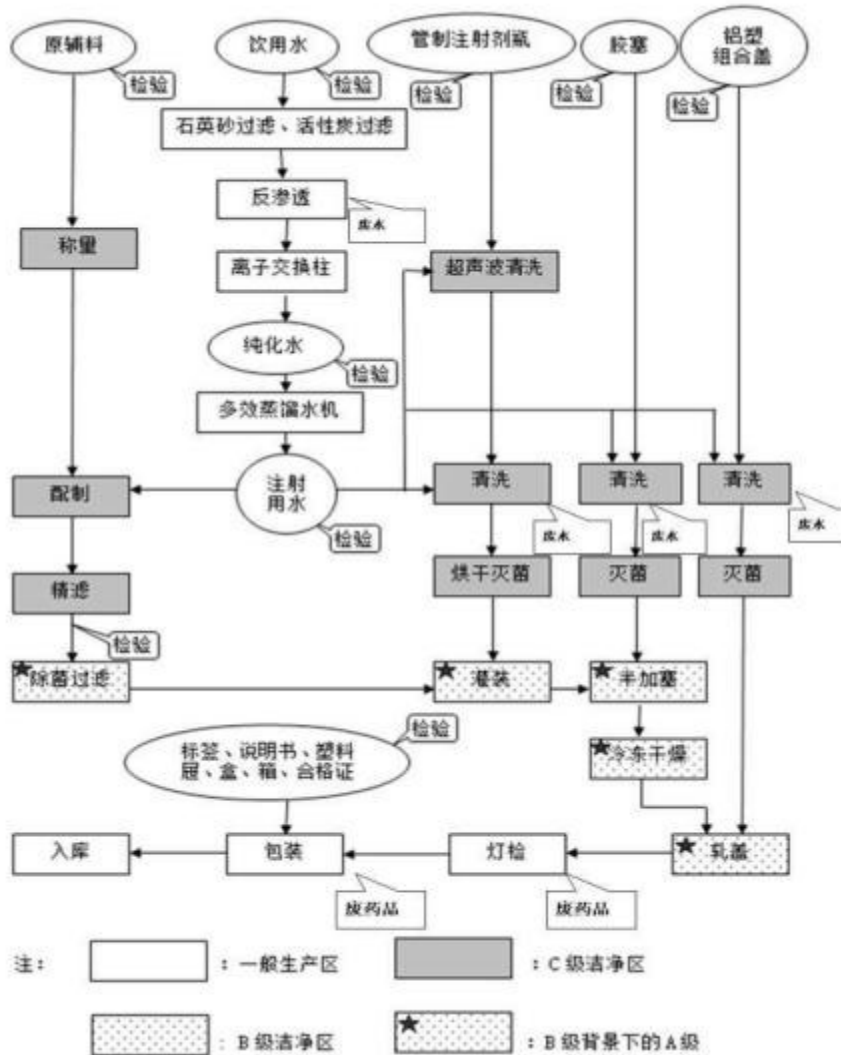 原辅料
饮用水
管制注射剂瓶
胶塞
铝塑
组合盖
检验
检验
检验
检验
检验
石英砂过滤、活性炭过滤
反渗透
废水
称量
离子交换柱
超声波清洗
纯化水
检验
多效蒸馏水机
配制
注射
用水
检验
清洗
清洗
清洗
废水
废水
废水
精滤
烘干灭菌
灭菌
灭菌
检验
除菌过滤
灌装
半加塞
检验
标签、说明书、塑料
屉、盒、箱、合格证
冷冻干燥
入库
包装
灯检
轧盖
废药品
废药品
注:
:一般生产区
:C级洁净区
:B级洁净区
:B级背景下的A级